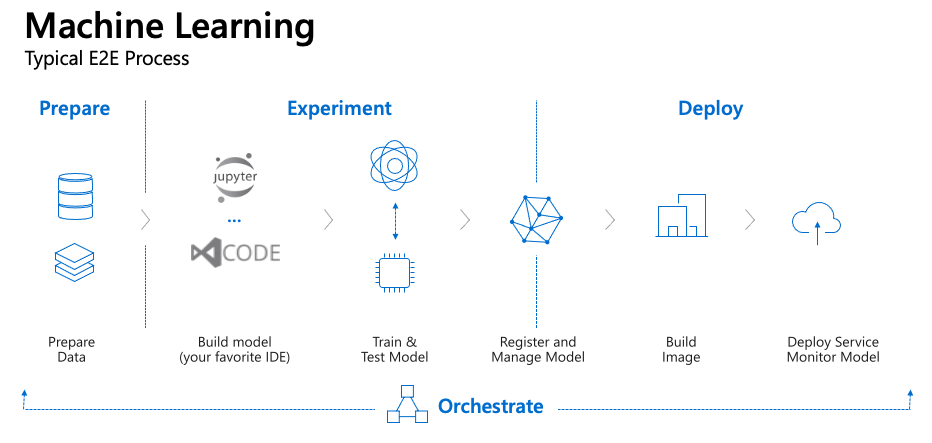 Machine Learning
Typical E2E Process
Prepare
Experiment
Deploy
jupyter
...
CODE
Prepare
Data
Build model
(your favorite IDE)
Train &
Test Model
Register and
Manage Model
Build
Image
Deploy Service
Monitor Model
Orchestrate